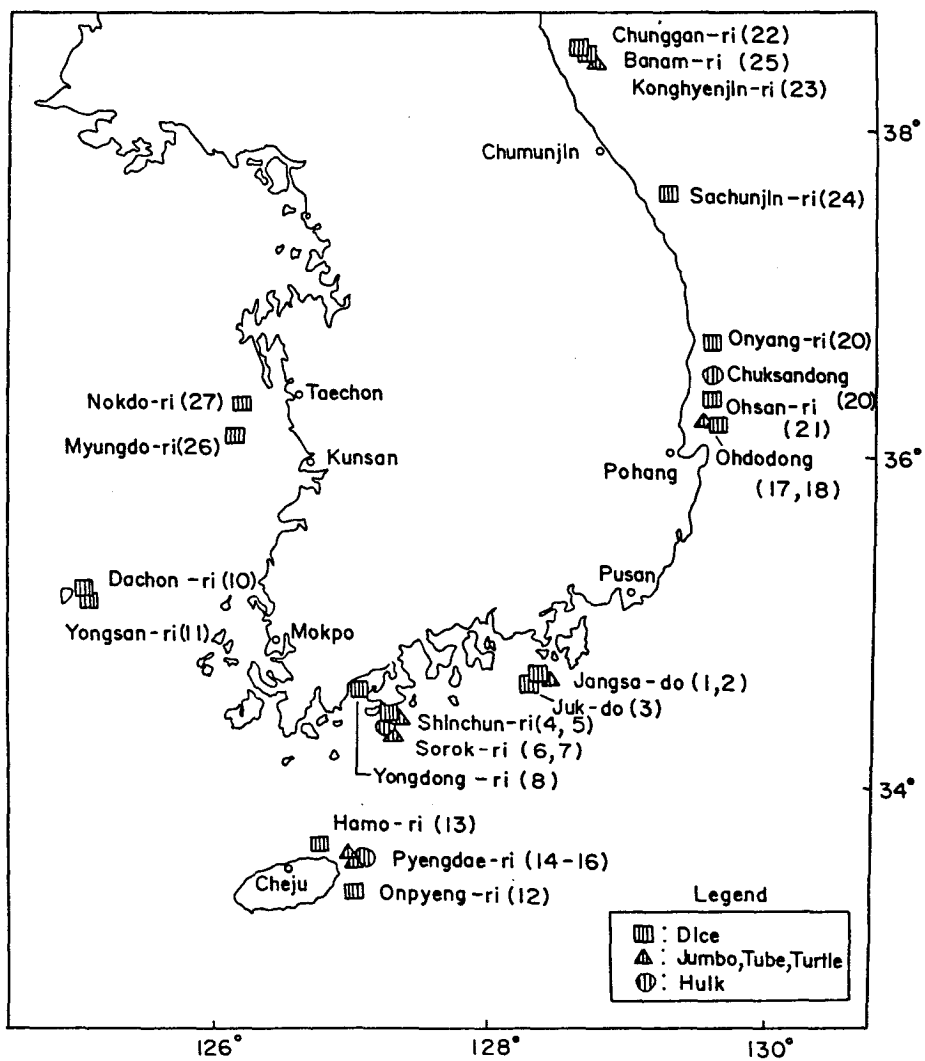 Chunggan-ri (22)
Banam-ri (25)
Konghyenjin-ri (23)
38°
Chumunjin
Sachunjin-ri (24)
Onyang-ri (20)
Chuksandong
(20)
Ohsan-ri
(21)
Ohdodong
(17,18)
Nokdo-ri (27)
Taechon
Myungdo-ri (26)
Kunsan
Pohang
36°
Dachon-ri (10)
Pusan
Yongsan-ri (11)
Mokpo
Jangsa-do (1,2)
Juk-do (3)
Shinchun-ri (4, 5)
Sorok-ri (6,7)
Yongdong-ri (8)
34°
Hamo-ri (13)
Pyengdae-ri (14-16)
Cheju
Onpyeng-ri (12)
Legend
: Dice
: Jumbo,Tube,Turtle
: Hulk
126° 128° 130°